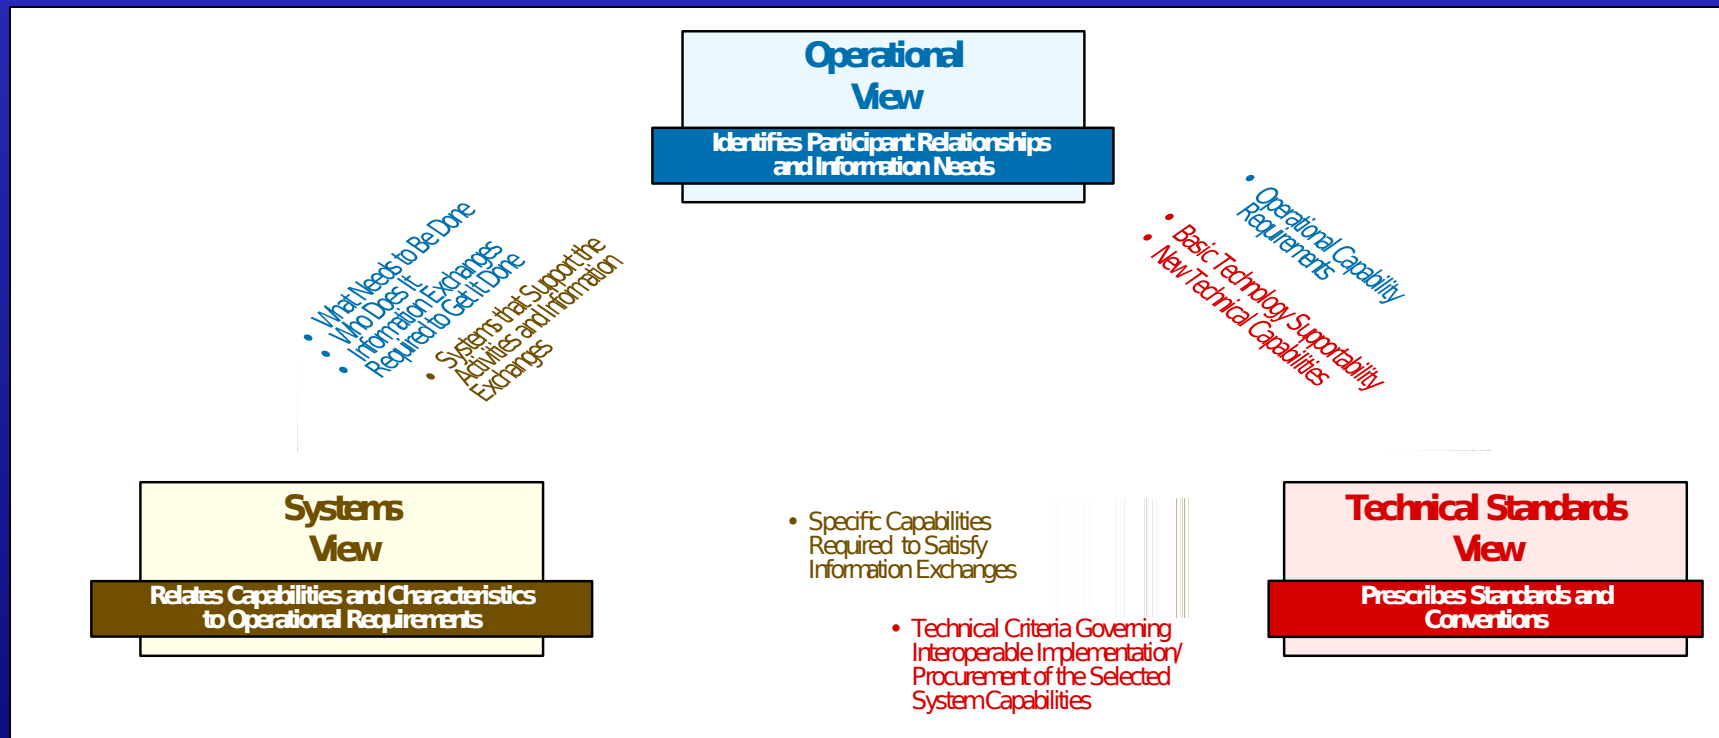 Operational
View
Identifies Participant Relationships
and Information Needs
• What Needs to Be Done
• Who Does It
• Information Exchanges
Required to Get It Done
• Systems that Support the
Activities and Information
Exchanges
• Operational Capability
Requirements
• Basic Technology Supportability
• New Technical Capabilities
Systems
View
Relates Capabilities and Characteristics
to Operational Requirements
• Specific Capabilities
Required to Satisfy
Information Exchanges
• Technical Criteria Governing
Interoperable Implementation/
Procurement of the Selected
System Capabilities
Technical Standards
View
Prescribes Standards and
Conventions